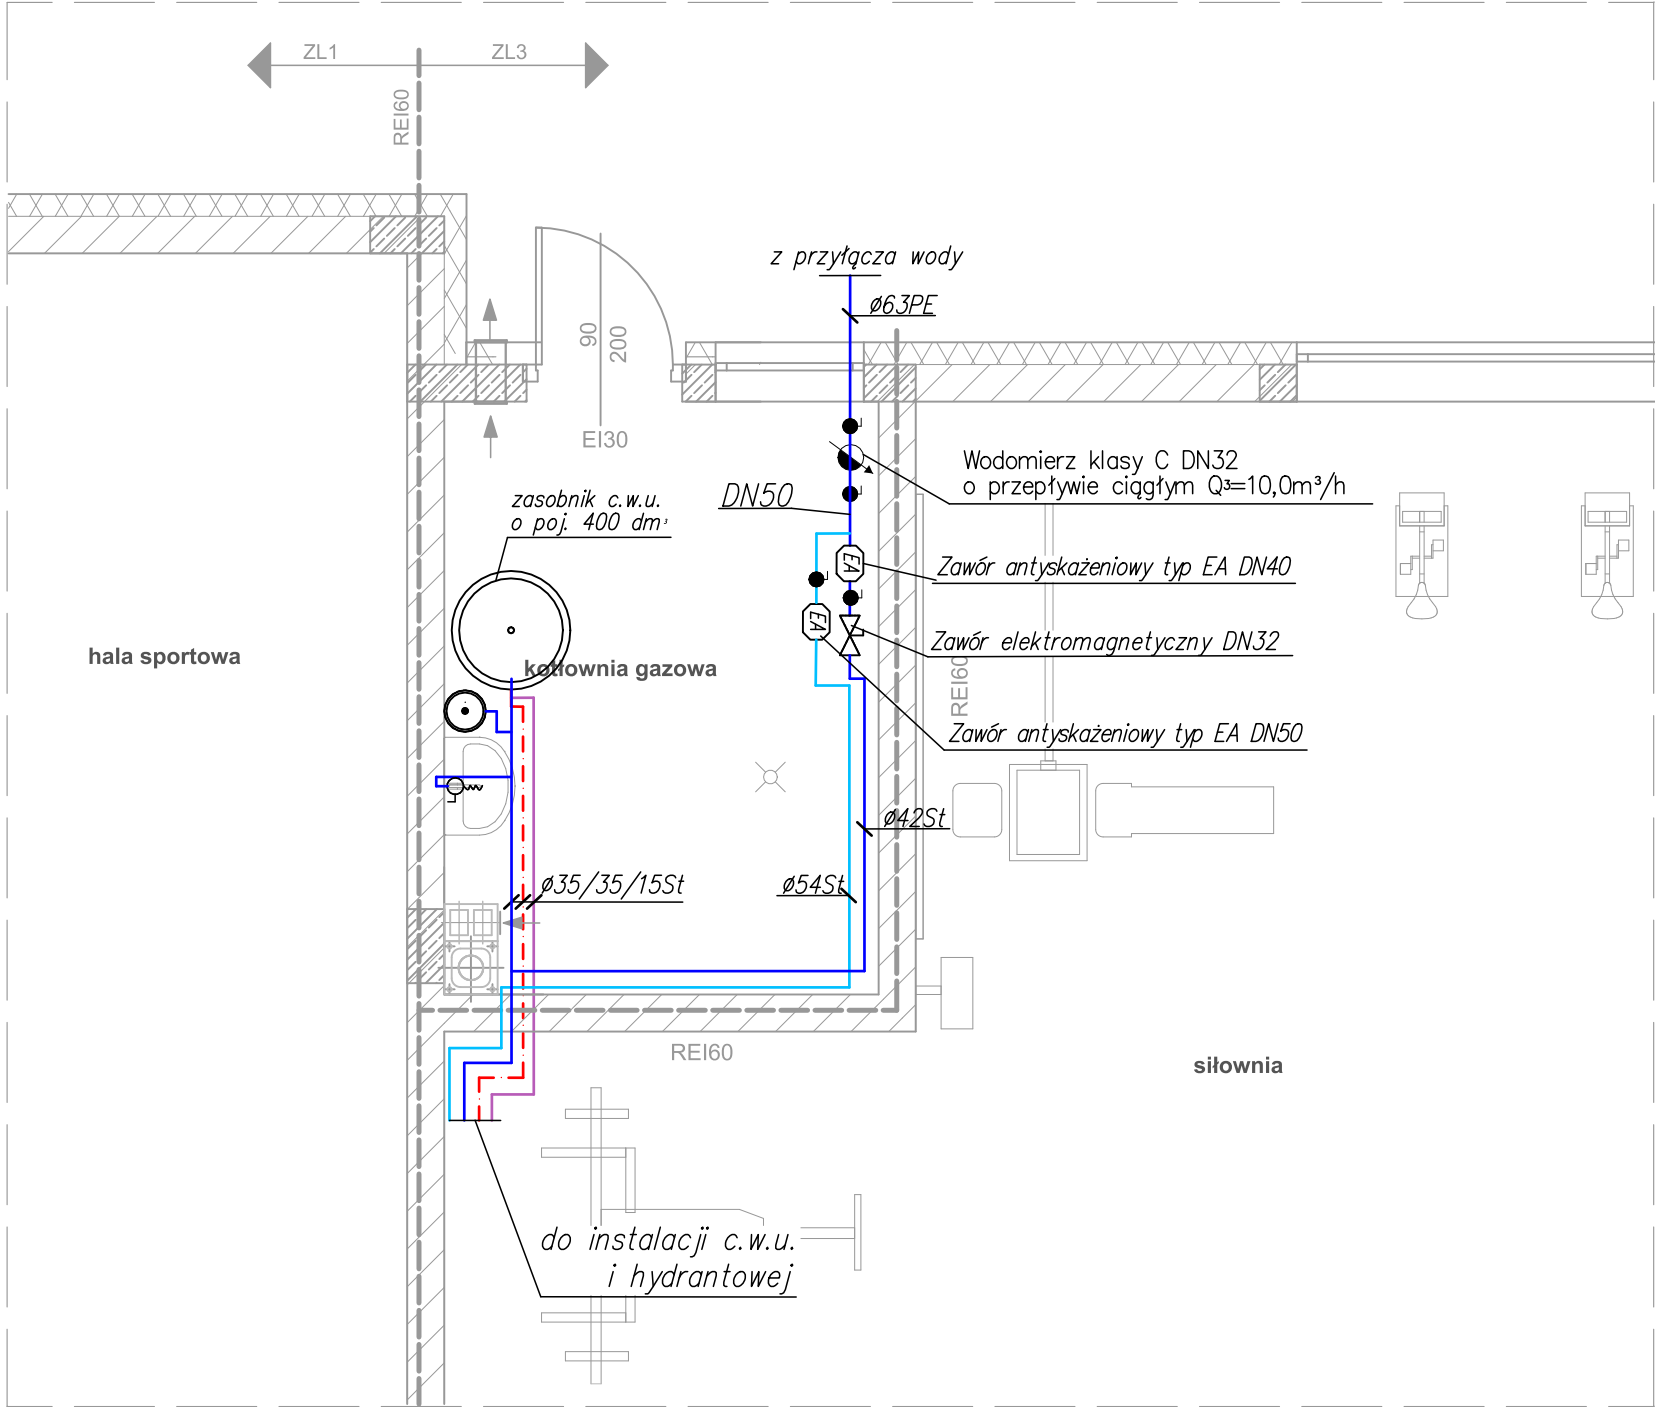 ZL1
ZL3
REI60
z przyłącza wody
ø63PE
90
200
EI30
Wodomierz klasy C DN32
o przepływie ciągłym Q3=10,0m³/h
DN50
zasobnik c.w.u.
o poj. 400 dm³
EA
Zawór antyskażeniowy typ EA DN40
EA
Zawór elektromagnetyczny DN32
hala sportowa
kotłownia gazowa
REI60
Zawór antyskażeniowy typ EA DN50
ø42St
ø35/35/15St
ø54St
REI60
siłownia
do instalacji c.w.u.
i hydrantowej